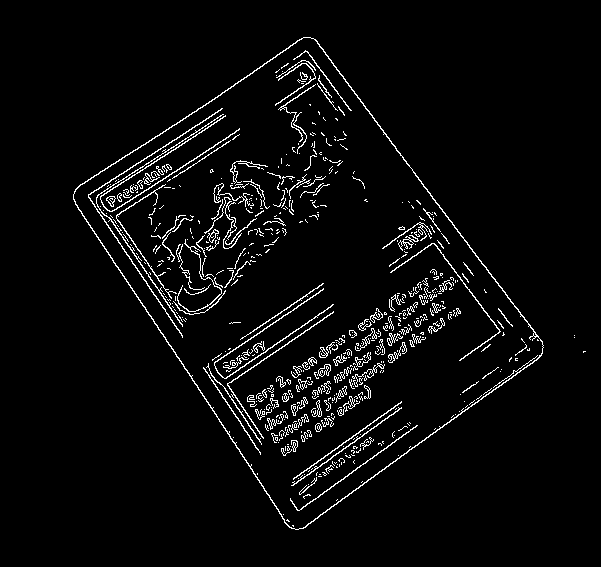 Preordain
Sorcery
Scry 2, then draw a card. (To scry 2,
look at the top two cards of your library,
then put any number of them on the
bottom of your library and the rest on
top in any order.)